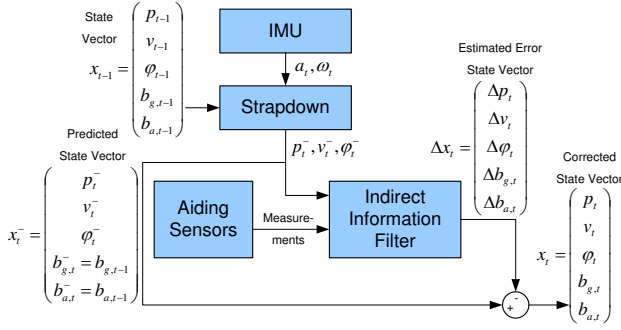 State
Vector
x_{t-1} =
p_{t-1}
v_{t-1}
φ_{t-1}
b_{g,t-1}
b_{a,t-1}
IMU
a_t, ω_t
Strapdown
p_t^-, v_t^-, φ_t^-
Predicted
State Vector
x_t^- =
p_t^-
v_t^-
φ_t^-
b_{g,t}^- = b_{g,t-1}
b_{a,t}^- = b_{a,t-1}
Aiding
Sensors
Measure-
ments
Indirect
Information
Filter
Estimated Error
State Vector
Δx_t =
Δp_t
Δv_t
Δφ_t
Δb_{g,t}
Δb_{a,t}
Corrected
State Vector
x_t =
p_t
v_t
φ_t
b_{g,t}
b_{a,t}
-
+